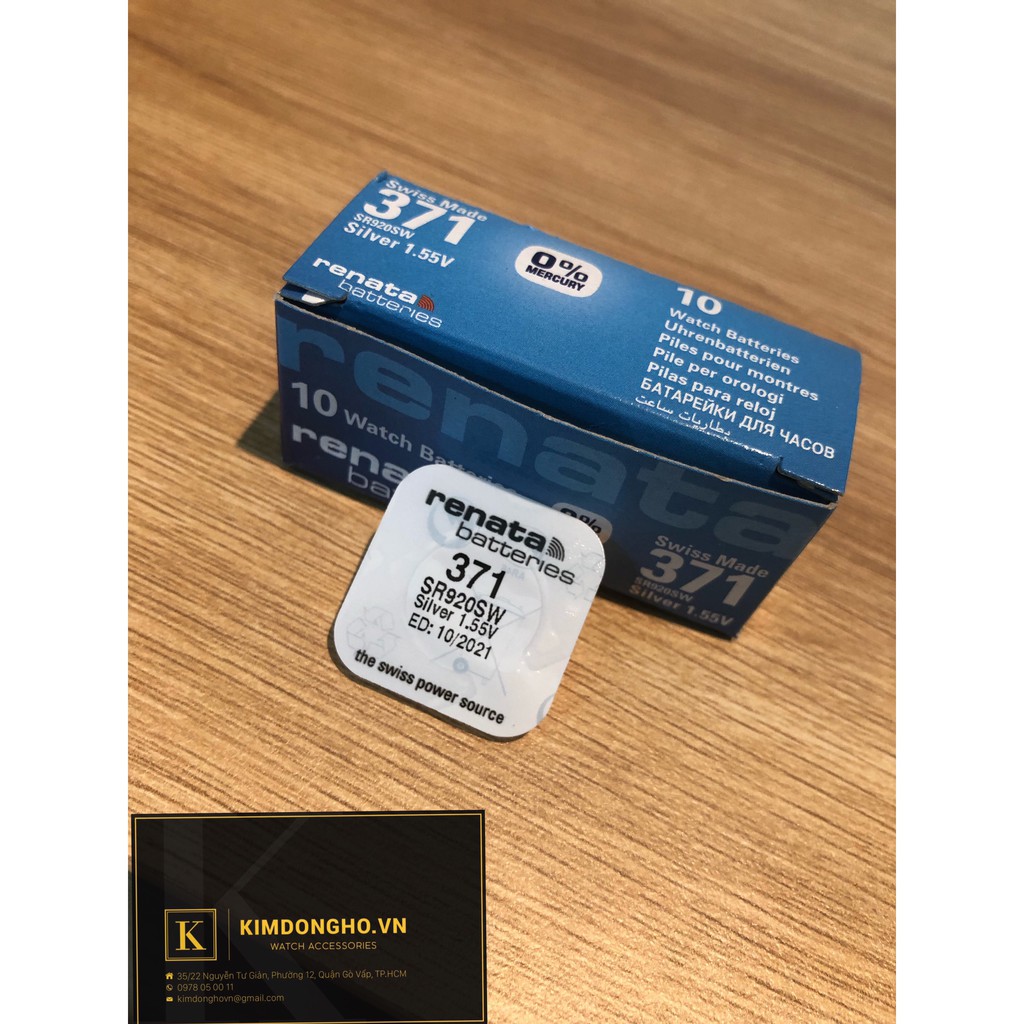 Swiss Made
371
SR920SW
Silver 1.55V
renata
batteries
0%
MERCURY
10
Watch Batteries
Uhrenbatterien
Piles pour montres
Pile per orologi
Pilas para reloj
БАТАРЕЙКИ ДЛЯ ЧАСОВ
بطاريات ساعت
renata
10 Watch
0%
Swiss Made
371
SR920SW
Silver 1.55V
renata
batteries
371
SR920SW
Silver 1.55V
ED: 10/2021
the swiss power source
K
KIMDONGHO.VN
WATCH ACCESSORIES
35/22 Nguyễn Tư Giản, Phường 12, Quận Gò Vấp, TP.HCM
0978 05 00 11
kimdonghovn@gmail.com